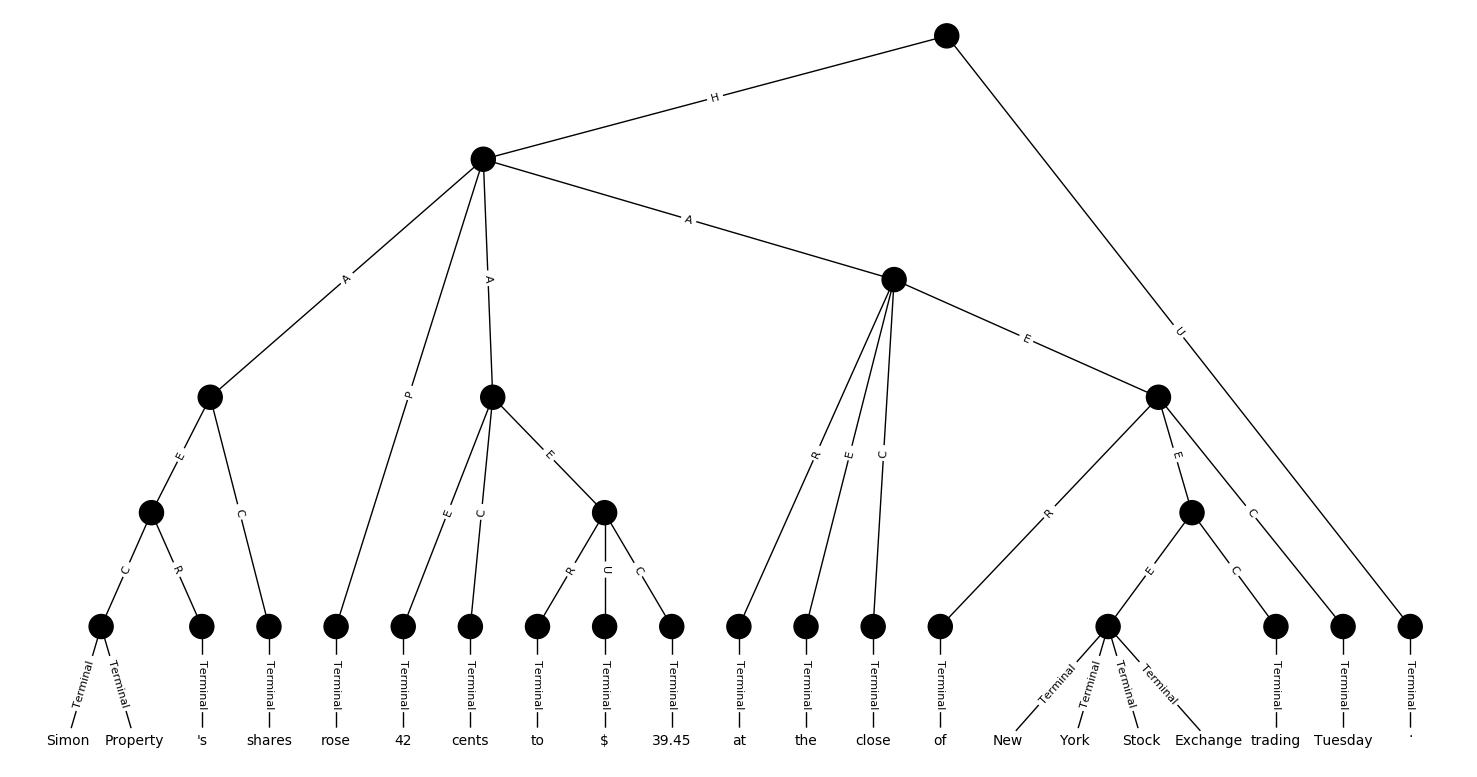 H
A
U
A
P
A
E
E
C
R
E
C
E
R
E
C
C
R
E
C
R
U
C
E
C
Terminal Terminal Terminal Terminal Terminal Terminal Terminal Terminal Terminal Terminal Terminal Terminal Terminal Terminal Terminal Terminal Terminal Terminal Terminal Terminal Terminal
Simon Property 's shares rose 42 cents to $ 39.45 at the close of New York Stock Exchange trading Tuesday .